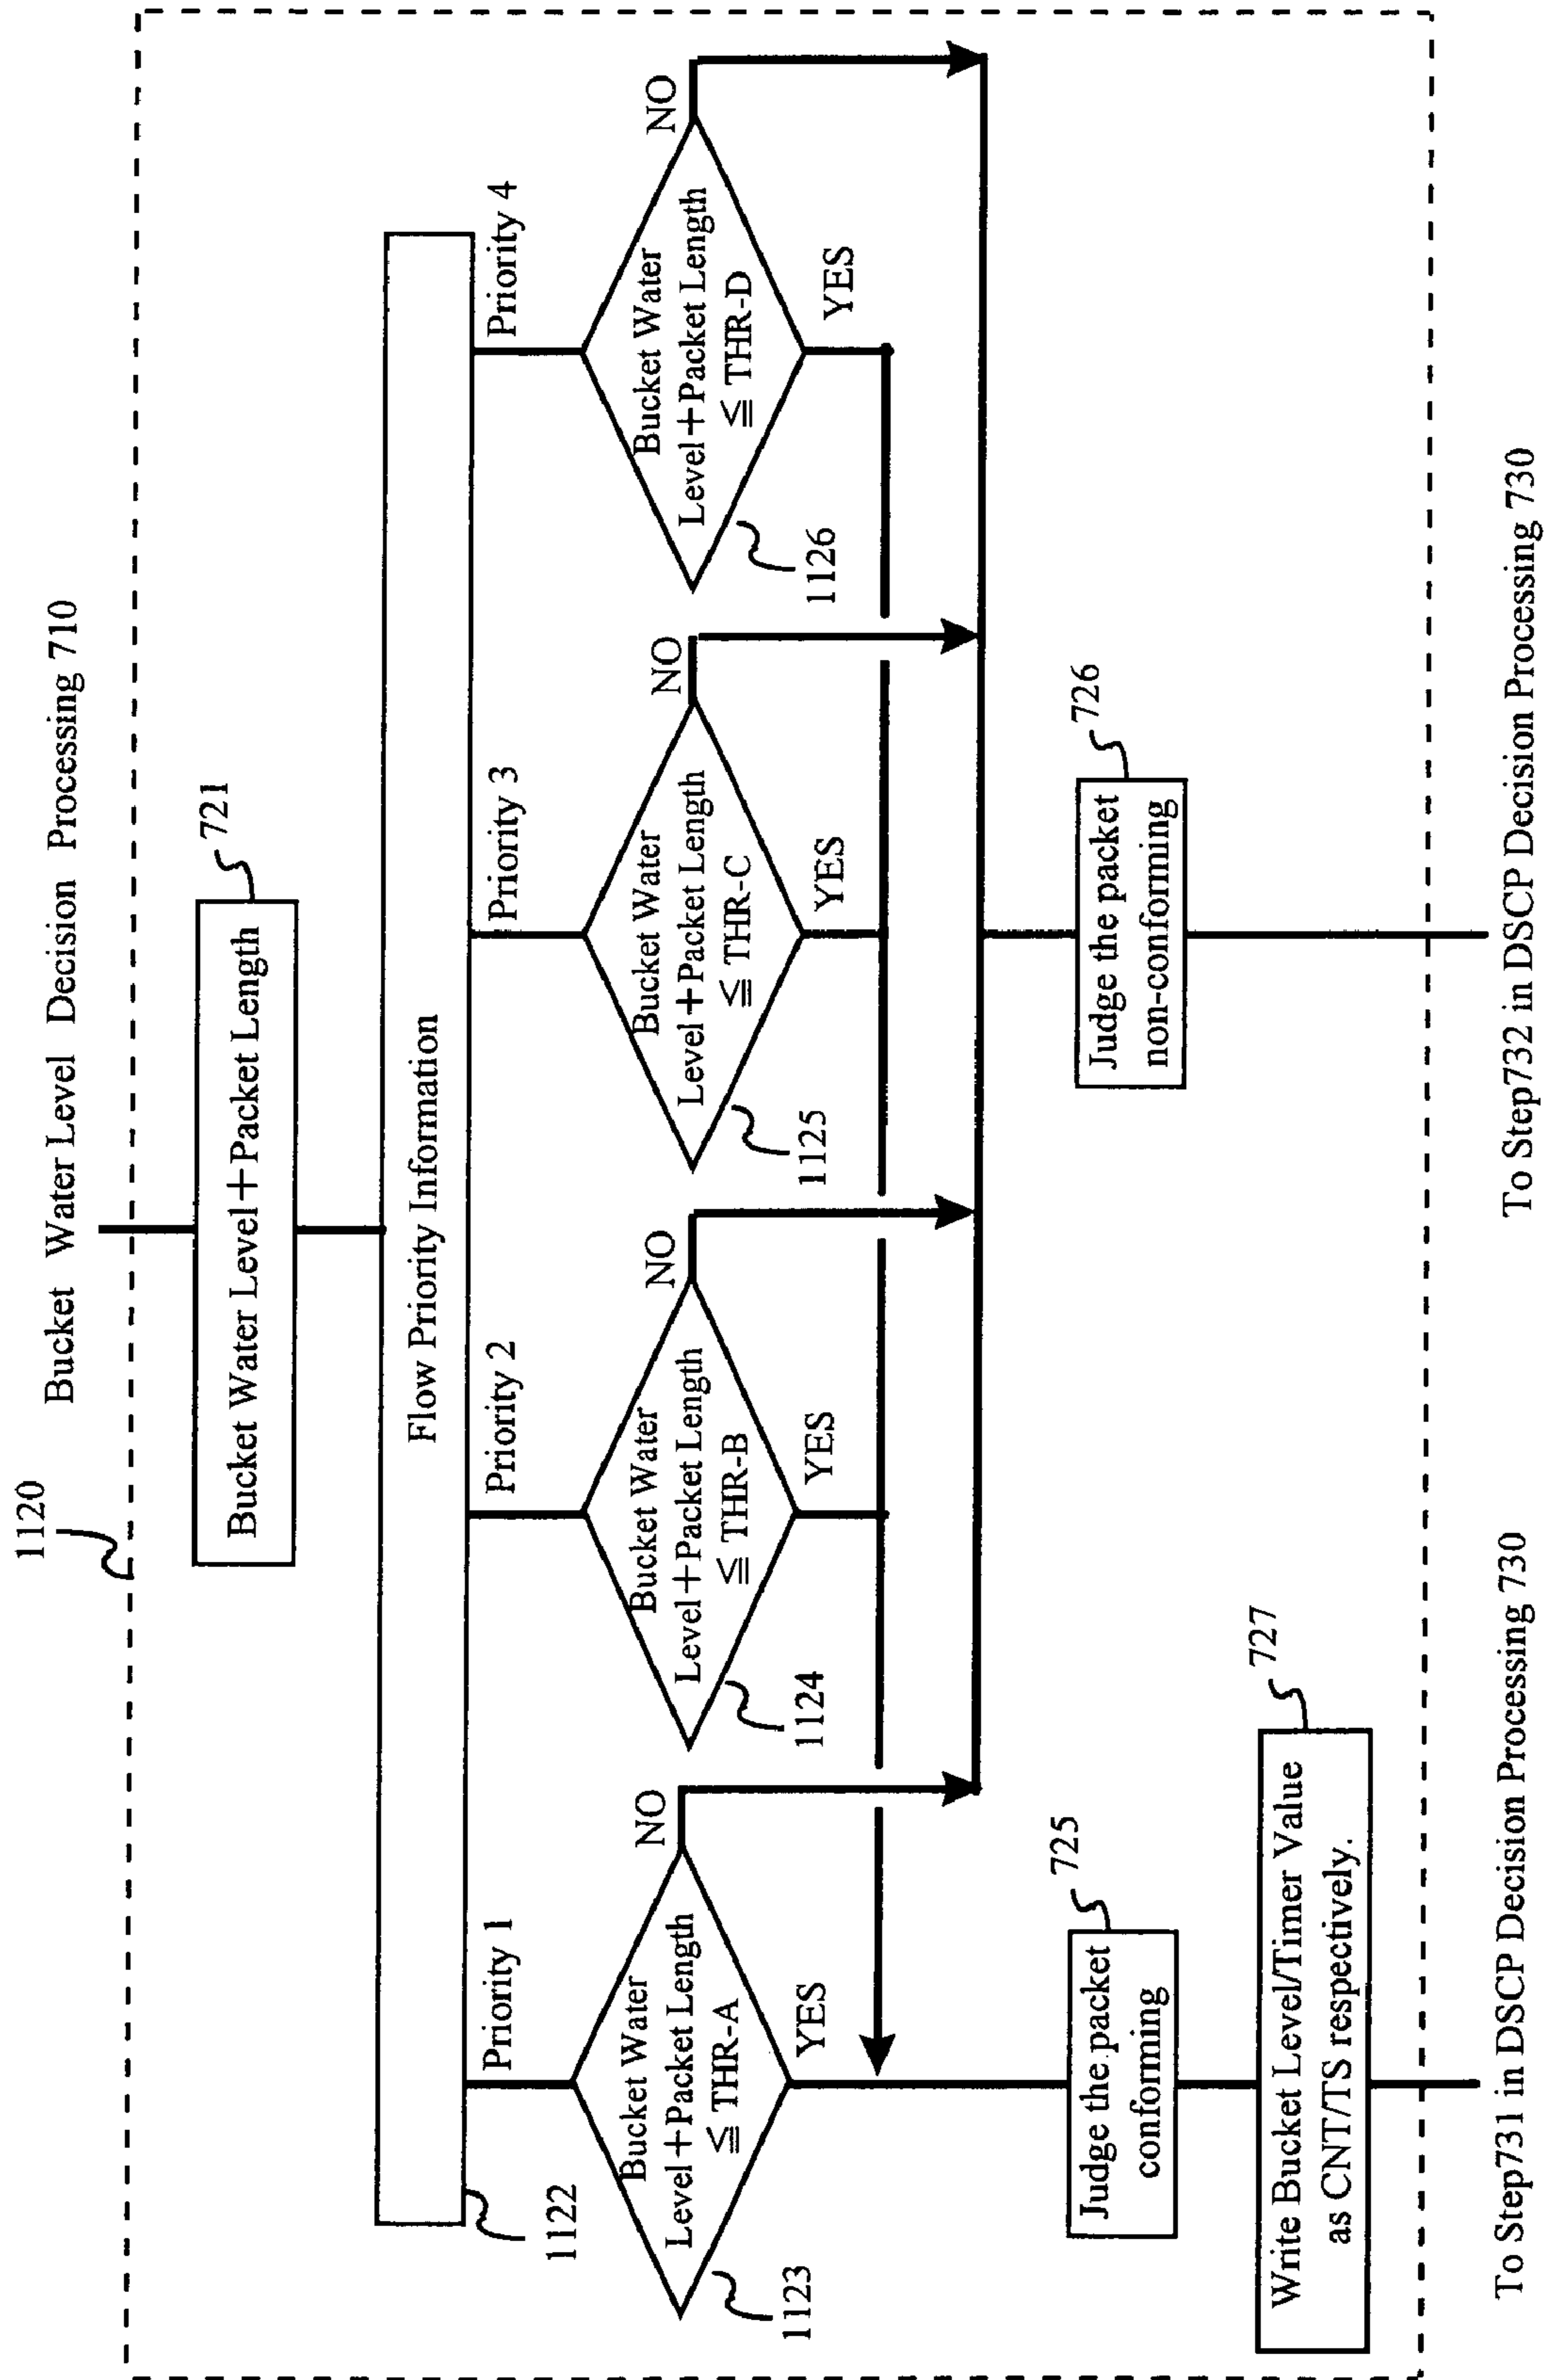 Bucket Water Level Decision Processing 710
1120
Bucket Water Level+Packet Length
721
Flow Priority Information
1122
Priority 1
Priority 2
Priority 3
Priority 4
Bucket Water
Level+Packet Length
≦ THR-A
NO
YES
1123
Bucket Water
Level+Packet Length
≦ THR-B
NO
YES
1124
Bucket Water
Level+Packet Length
≦ THR-C
NO
YES
1125
Bucket Water
Level+Packet Length
≦ THR-D
NO
YES
1126
Judge the packet
conforming
725
Judge the packet
non-conforming
726
Write Bucket Level/Timer Value
as CNT/TS respectively.
727
To Step731 in DSCP Decision Processing 730
To Step732 in DSCP Decision Processing 730